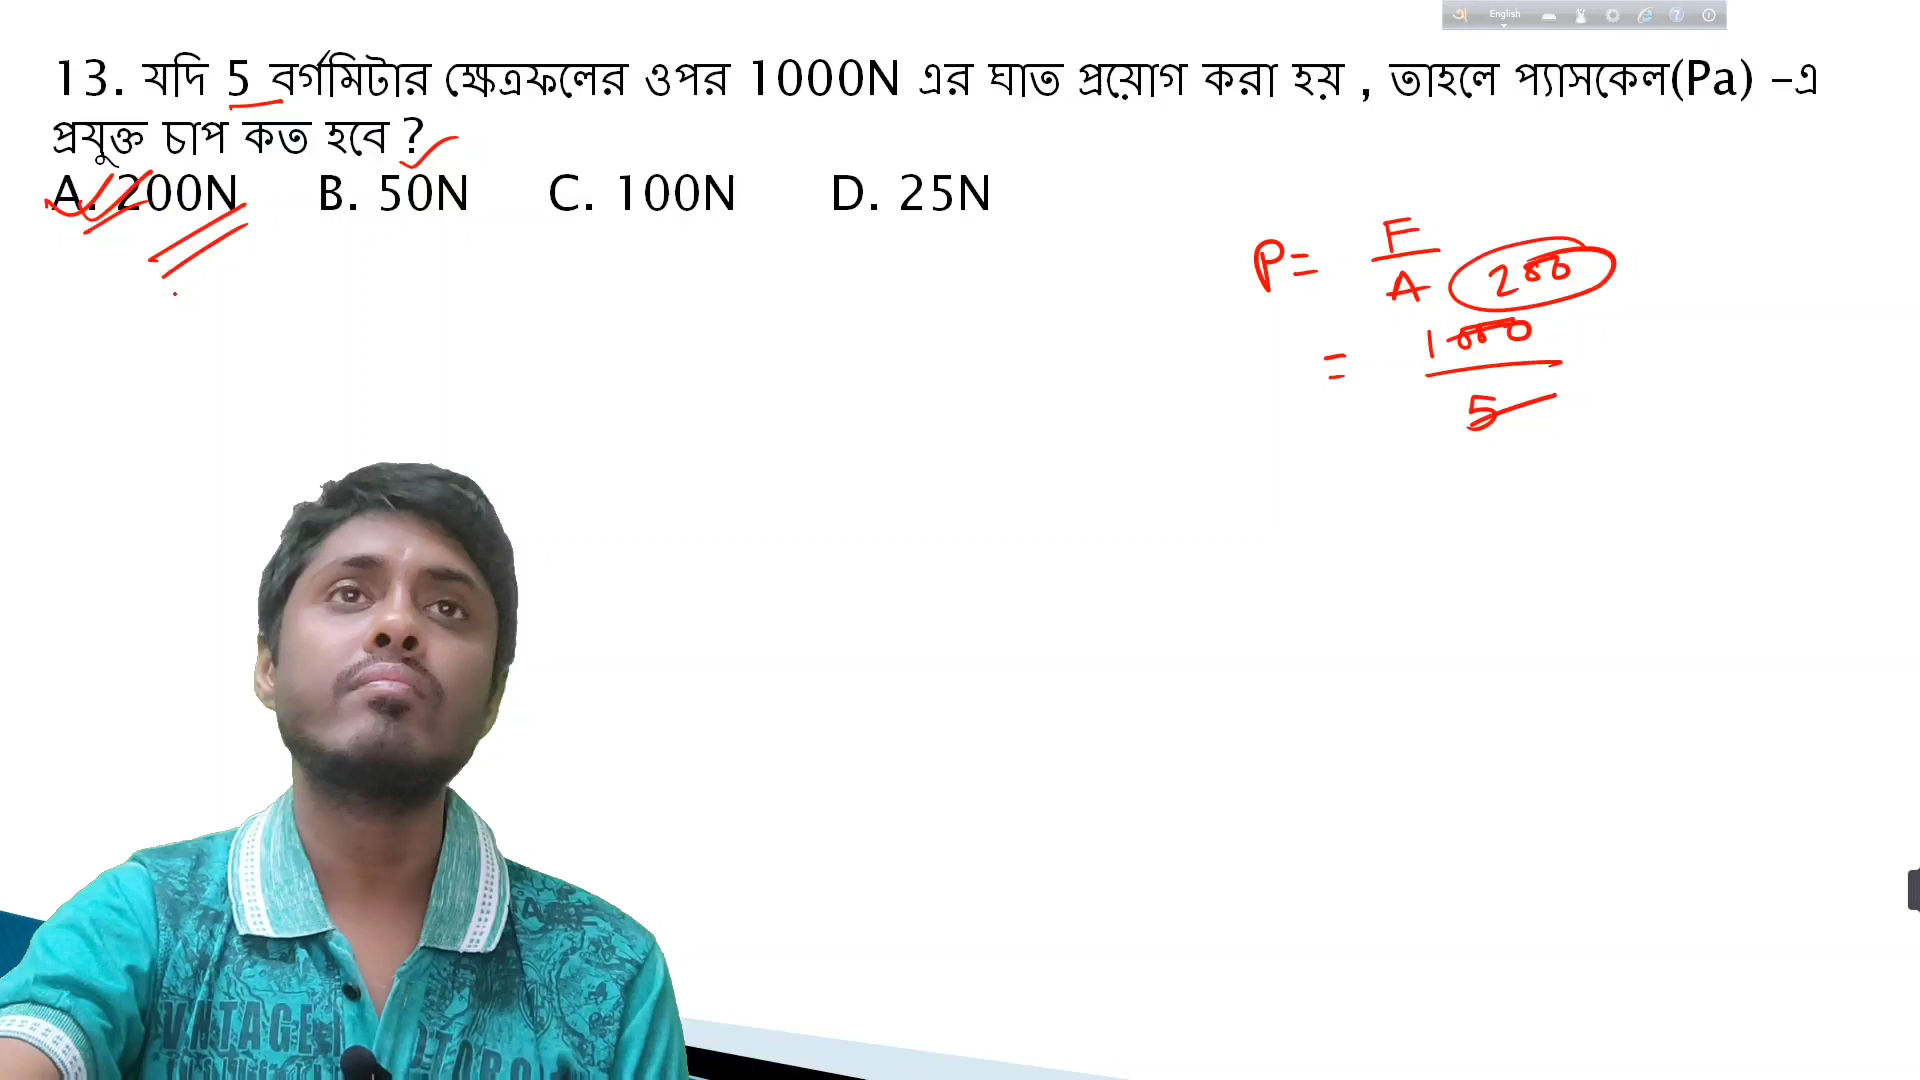 English
13. যদি 5 বর্গমিটার ক্ষেত্রফলের ওপর 1000N এর ঘাত প্রয়োগ করা হয় , তাহলে প্যাসকেল(Pa) –এ
প্রযুক্ত চাপ কত হবে ?
A. 200N B. 50N C. 100N D. 25N
P = F / A
200
= 1000 / 5
VNTAGE